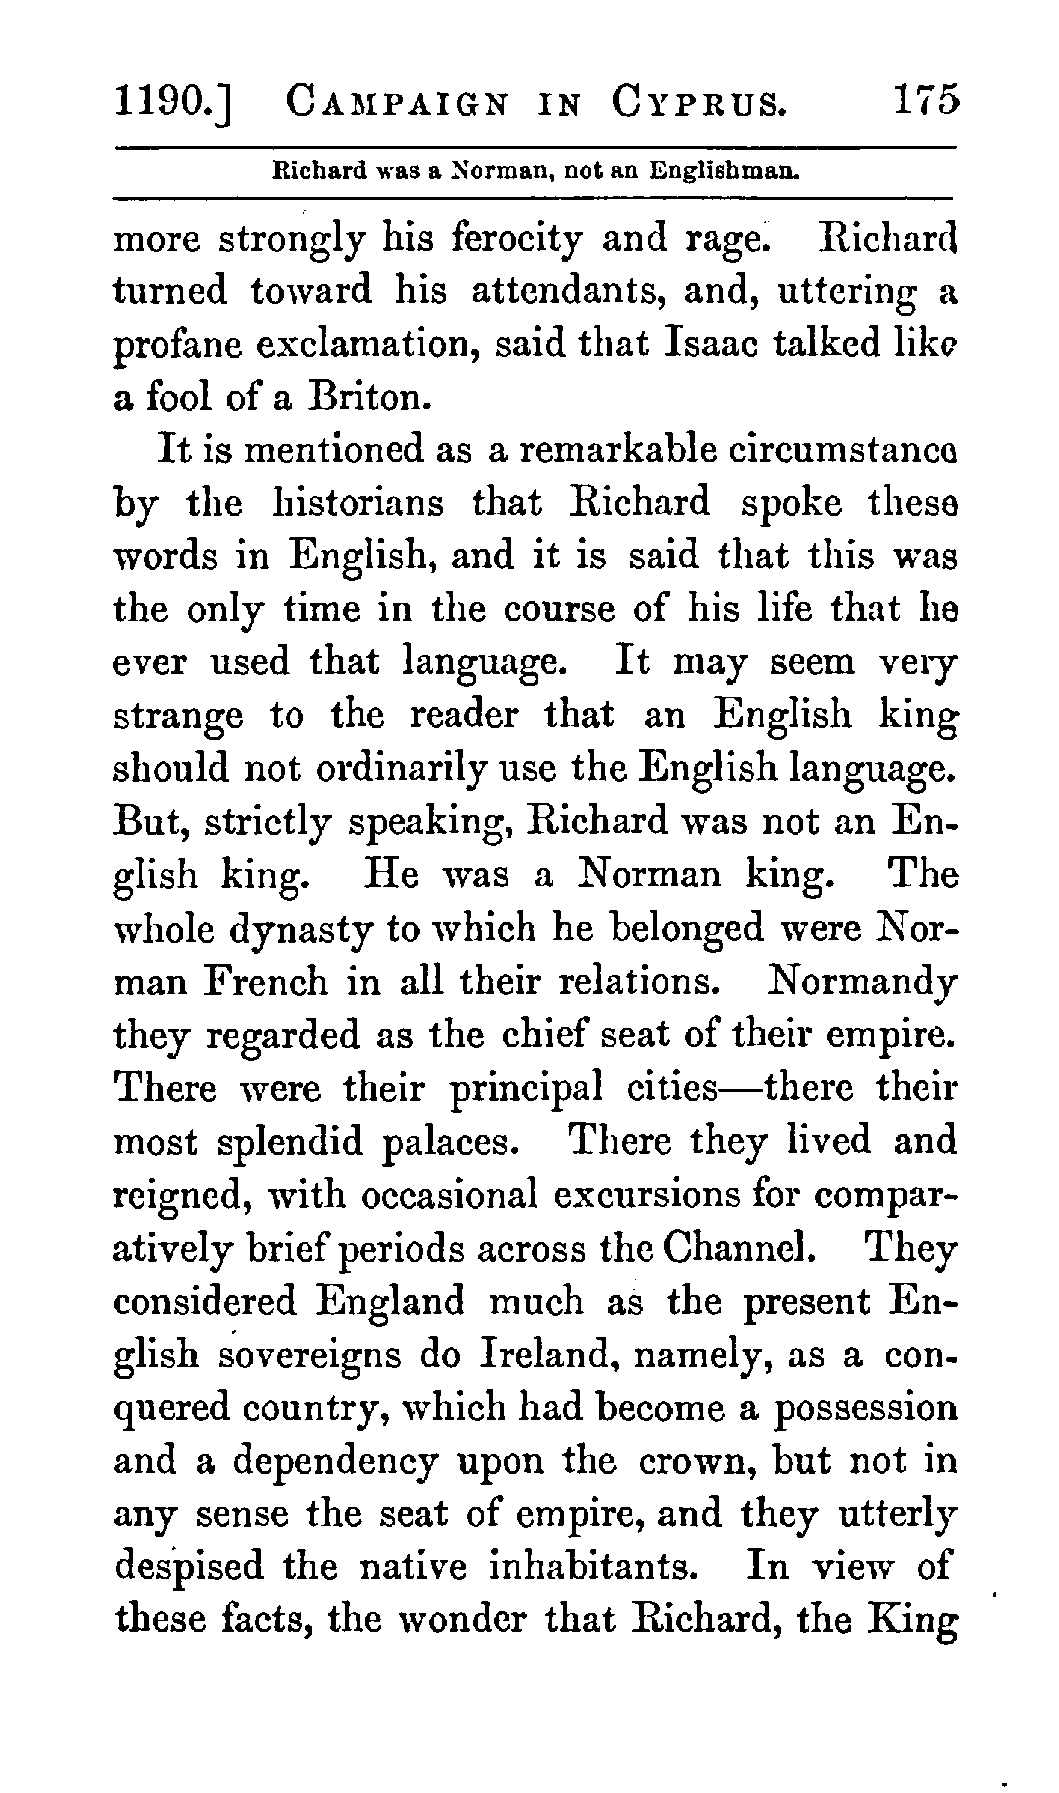 1190.] CAMPAIGN IN CYPRUS. 175
Richard was a Norman, not an Englishman.
more strongly his ferocity and rage. Richard
turned toward his attendants, and, uttering a
profane exclamation, said that Isaac talked like
a fool of a Briton.
It is mentioned as a remarkable circumstance
by the historians that Richard spoke these
words in English, and it is said that this was
the only time in the course of his life that he
ever used that language. It may seem very
strange to the reader that an English king
should not ordinarily use the English language.
But, strictly speaking, Richard was not an En-
glish king. He was a Norman king. The
whole dynasty to which he belonged were Nor-
man French in all their relations. Normandy
they regarded as the chief seat of their empire.
There were their principal cities—there their
most splendid palaces. There they lived and
reigned, with occasional excursions for compar-
atively brief periods across the Channel. They
considered England much as the present En-
glish sovereigns do Ireland, namely, as a con-
quered country, which had become a possession
and a dependency upon the crown, but not in
any sense the seat of empire, and they utterly
despised the native inhabitants. In view of
these facts, the wonder that Richard, the King